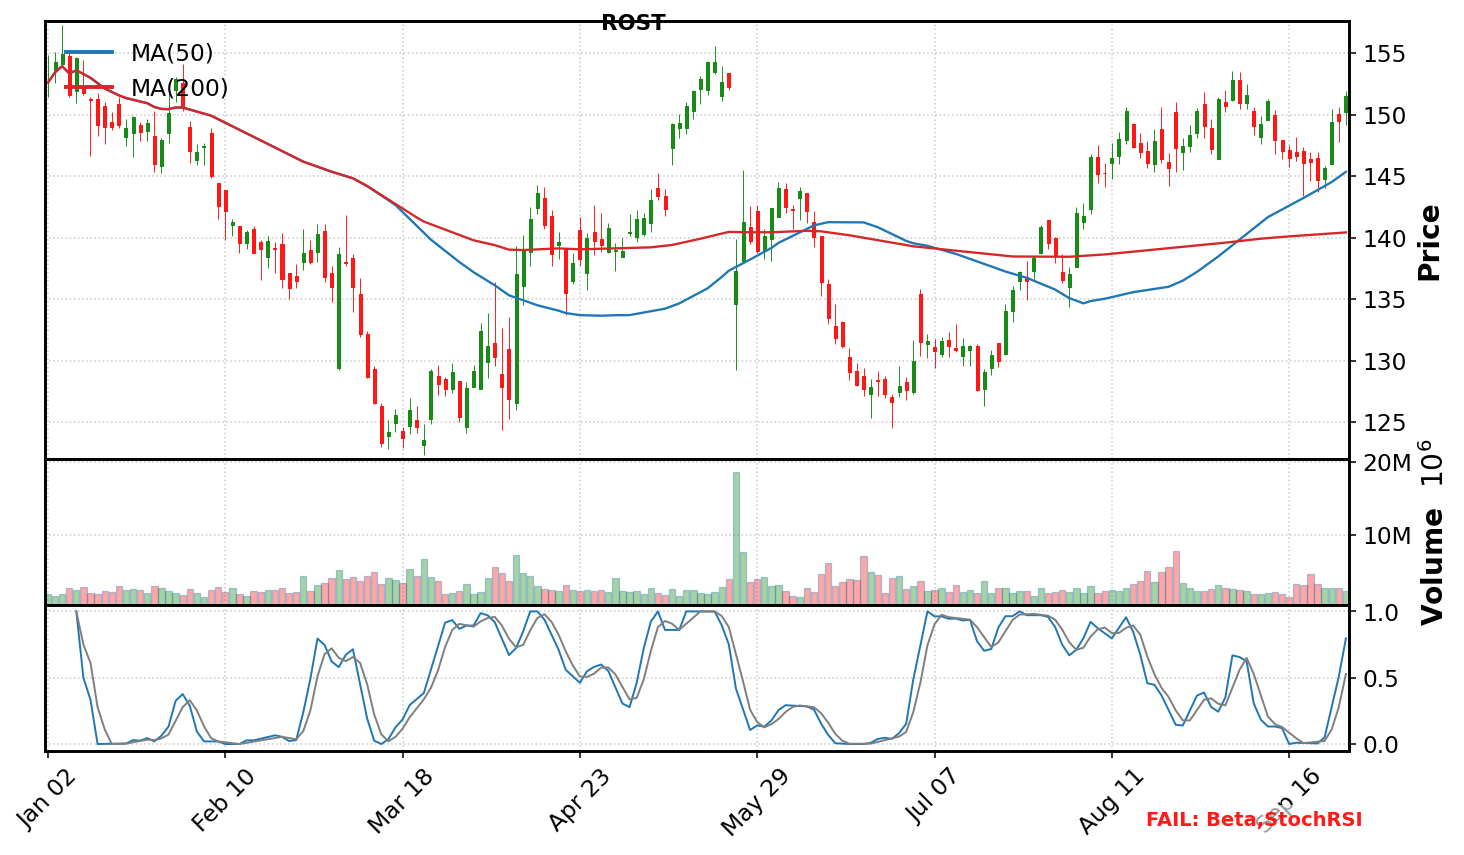 ROST
MA(50)
MA(200)
155
150
145
140
135
130
125
Price
20M
10M
Volume 10^6
1.0
0.5
0.0
Jan 02
Feb 10
Mar 18
Apr 23
May 29
Jul 07
Aug 11
Sep 16
FAIL: Beta,StochRSI